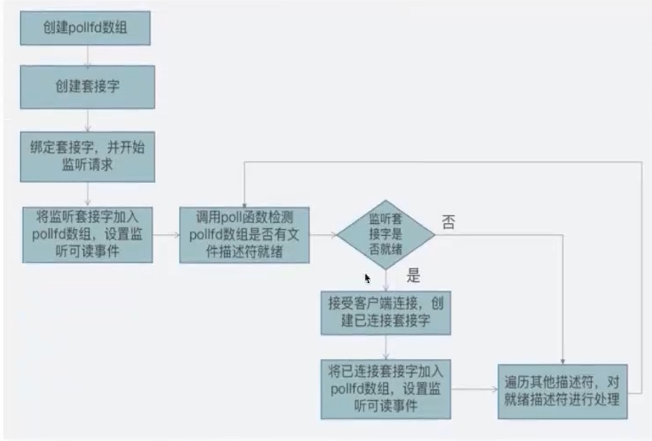 创建pollfd数组
创建套接字
绑定套接字，并开始
监听请求
将监听套接字加入
pollfd数组，设置监
听可读事件
调用poll函数检测
pollfd数组是否有文
件描述符就绪
监听套
接字是
否就绪
否
是
接受客户端连接，创
建已连接套接字
将已连接套接字加入
pollfd数组，设置监
听可读事件
遍历其他描述符，对
就绪描述符进行处理